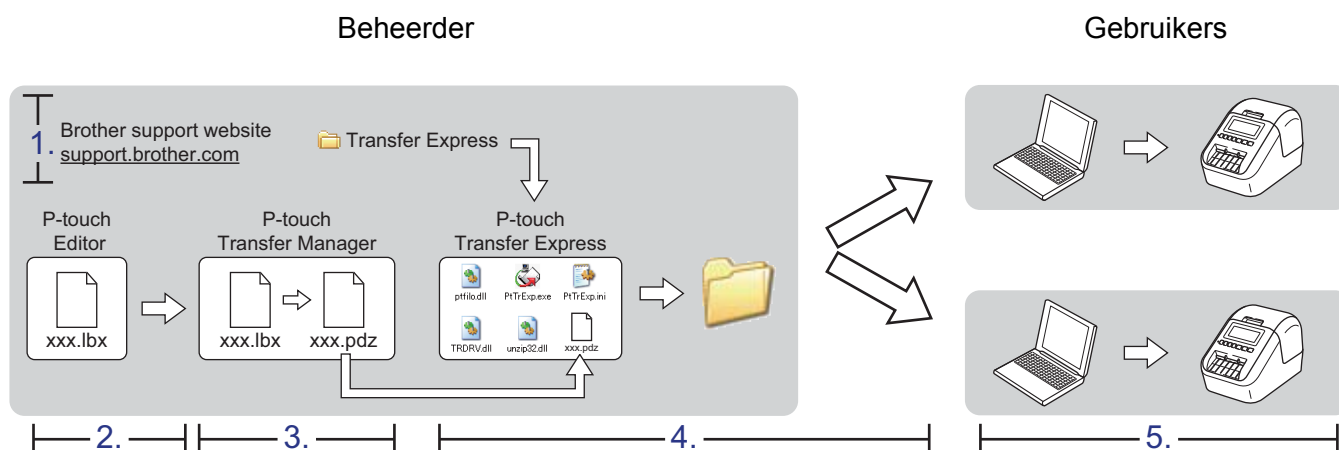 Beheerder
Gebruikers
1.
Brother support website
support.brother.com
Transfer Express
P-touch
Editor
xxx.lbx
P-touch
Transfer Manager
xxx.lbx
xxx.pdz
P-touch
Transfer Express
ptfilo.dll
PtTrExp.exe
PtTrExp.ini
TRDRV.dll
unzip32.dll
xxx.pdz
2.
3.
4.
5.